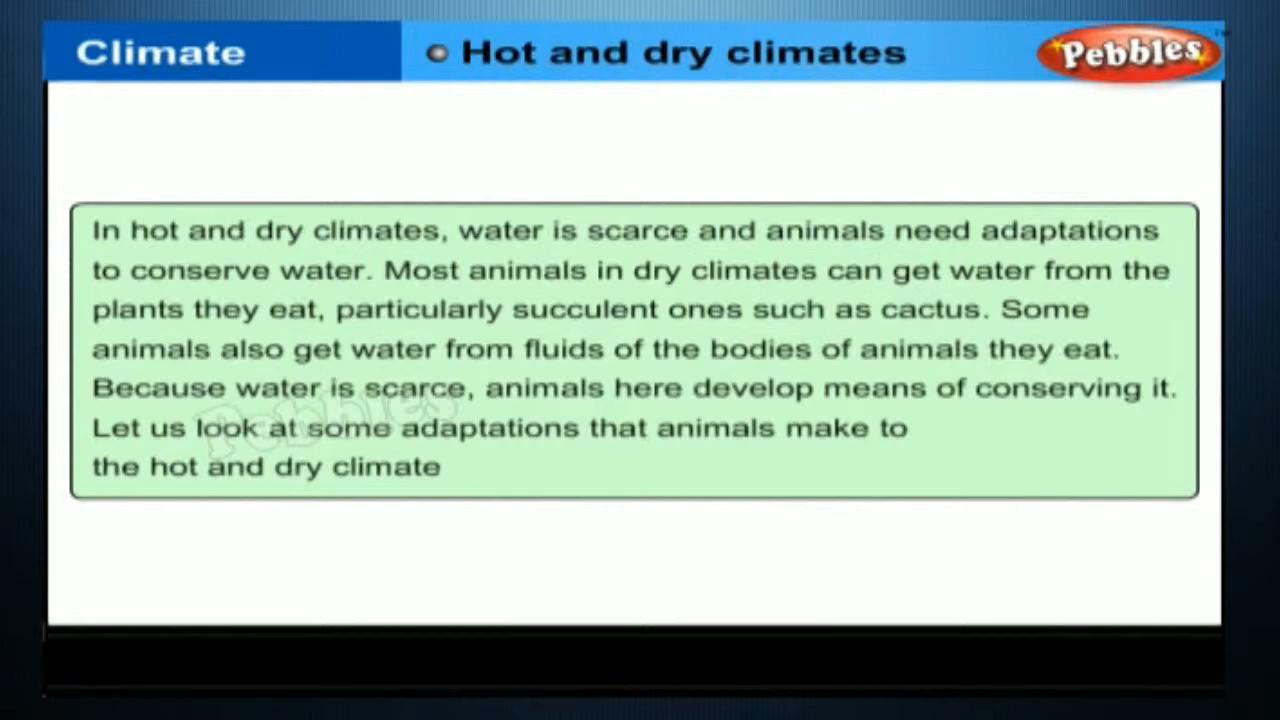 Climate
Hot and dry climates
Pebbles
TM
In hot and dry climates, water is scarce and animals need adaptations
to conserve water. Most animals in dry climates can get water from the
plants they eat, particularly succulent ones such as cactus. Some
animals also get water from fluids of the bodies of animals they eat.
Because water is scarce, animals here develop means of conserving it.
Let us look at some adaptations that animals make to
the hot and dry climate
Pebbles